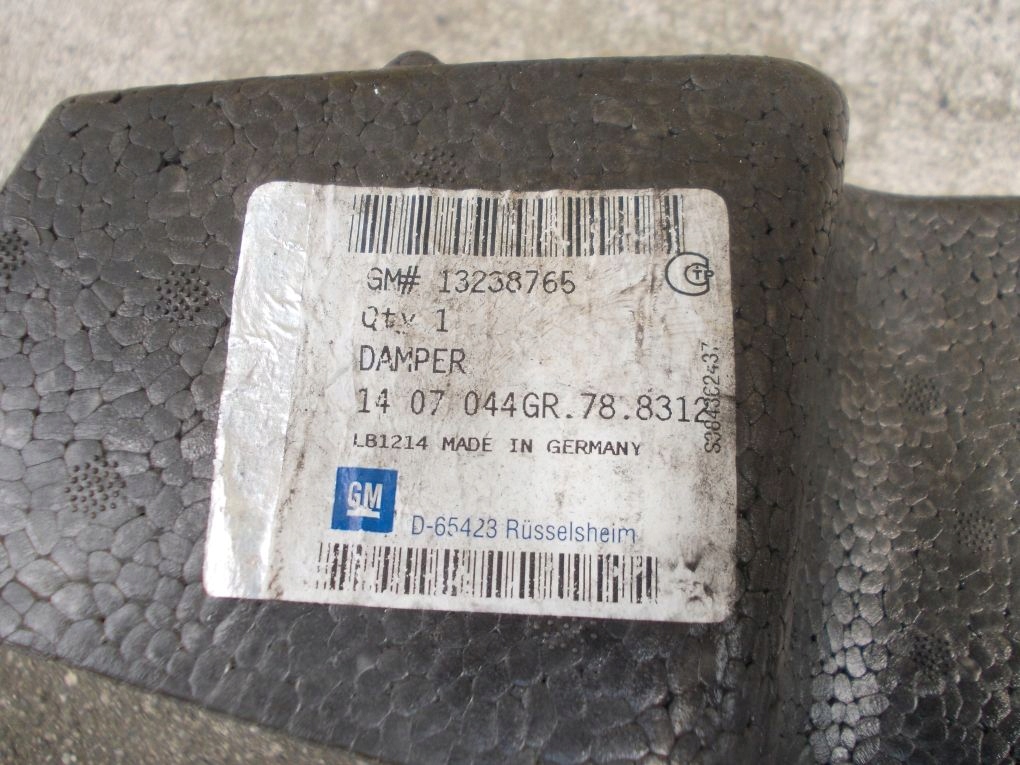 GM# 13238765
Qty 1
DAMPER
14 07 044GR.78.8312
LB1214 MADE IN GERMANY
GM
D-65423 Rüsselsheim